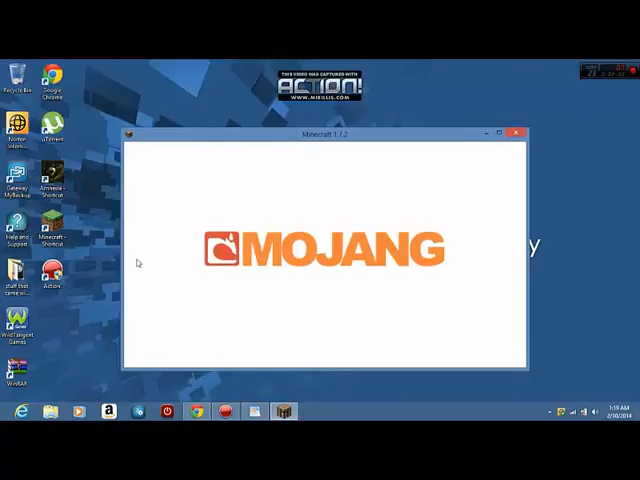 THIS VIDEO WAS CAPTURED WITH
ACTION!
WWW.MIRILLIS.COM
Minecraft 1.7.2
MOJANG
Recycle Bin
Google
Chrome
Norton
Intern...
uTorrent
Gateway
MyBackup
Amnesia -
Shortcut
Help and
Support
Minecraft -
Shortcut
stuff that
came wi...
Action!
WildTangent
Games
WinRAR
y
1:19 AM
2/10/2014